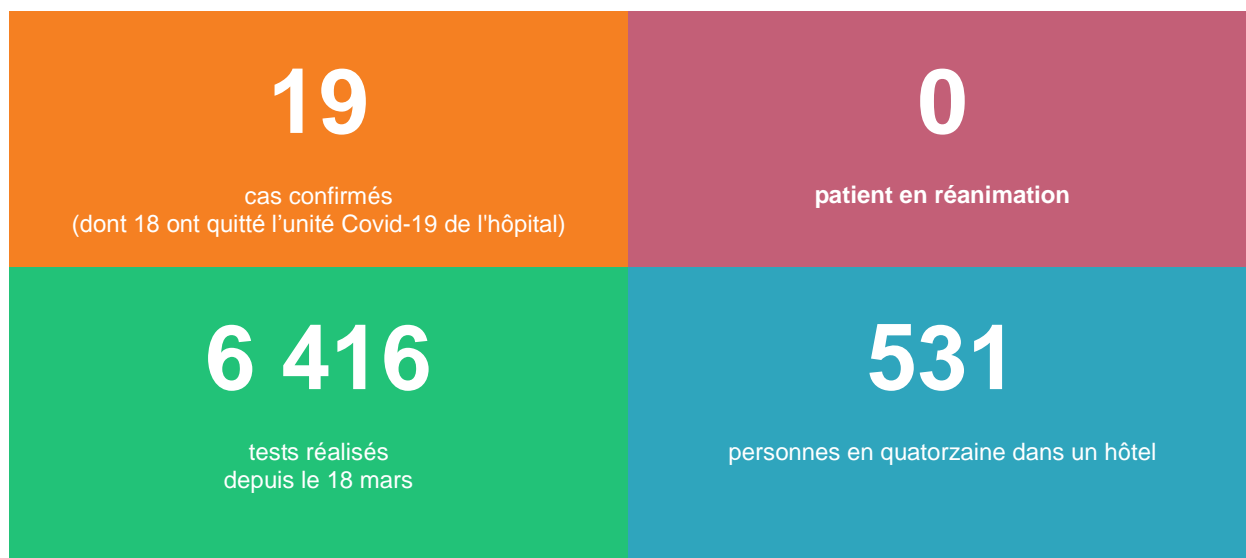 19
cas confirmés
(dont 18 ont quitté l’unité Covid-19 de l'hôpital)
0
patient en réanimation
6 416
tests réalisés
depuis le 18 mars
531
personnes en quatorzaine dans un hôtel